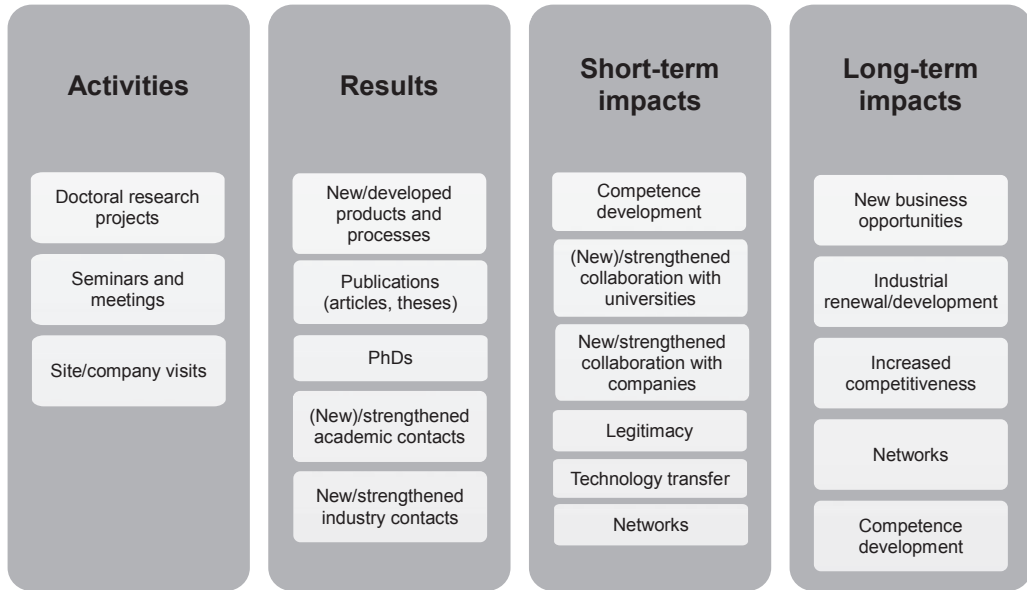 Activities
Doctoral research
projects
Seminars and
meetings
Site/company visits
Results
New/developed
products and
processes
Publications
(articles, theses)
PhDs
(New)/strengthened
academic contacts
New/strengthened
industry contacts
Short-term
impacts
Competence
development
(New)/strengthened
collaboration with
universities
New/strengthened
collaboration with
companies
Legitimacy
Technology transfer
Networks
Long-term
impacts
New business
opportunities
Industrial
renewal/development
Increased
competitiveness
Networks
Competence
development